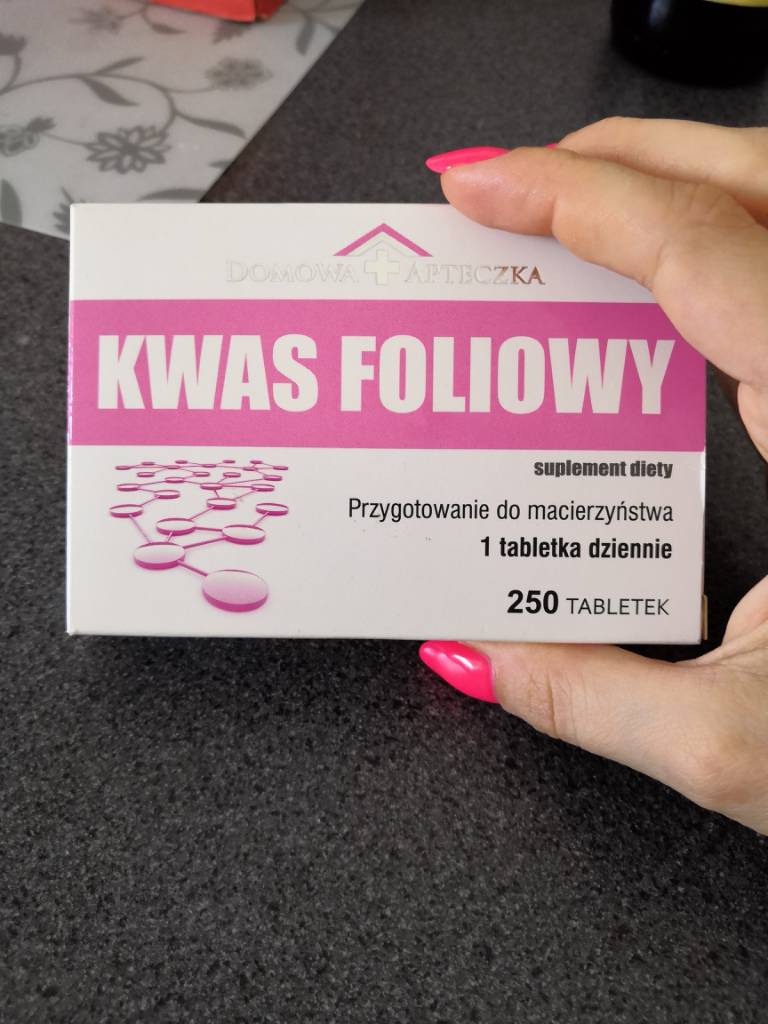 DOMOWA APTECZKA
KWAS FOLIOWY
suplement diety
Przygotowanie do macierzyństwa
1 tabletka dziennie
250 TABLETEK